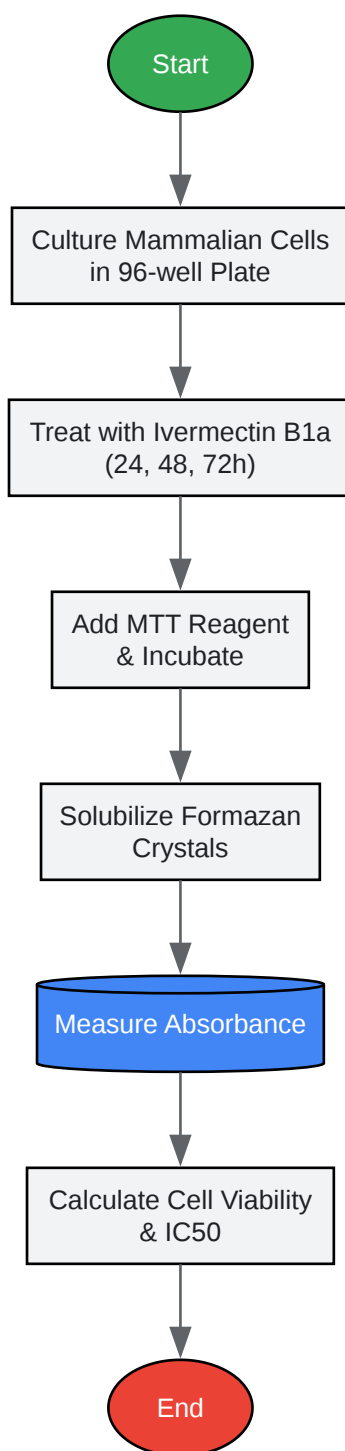 Start
Culture Mammalian Cells
in 96-well Plate
Treat with Ivermectin B1a
(24, 48, 72h)
Add MTT Reagent
& Incubate
Solubilize Formazan
Crystals
Measure Absorbance
Calculate Cell Viability
& IC50
End